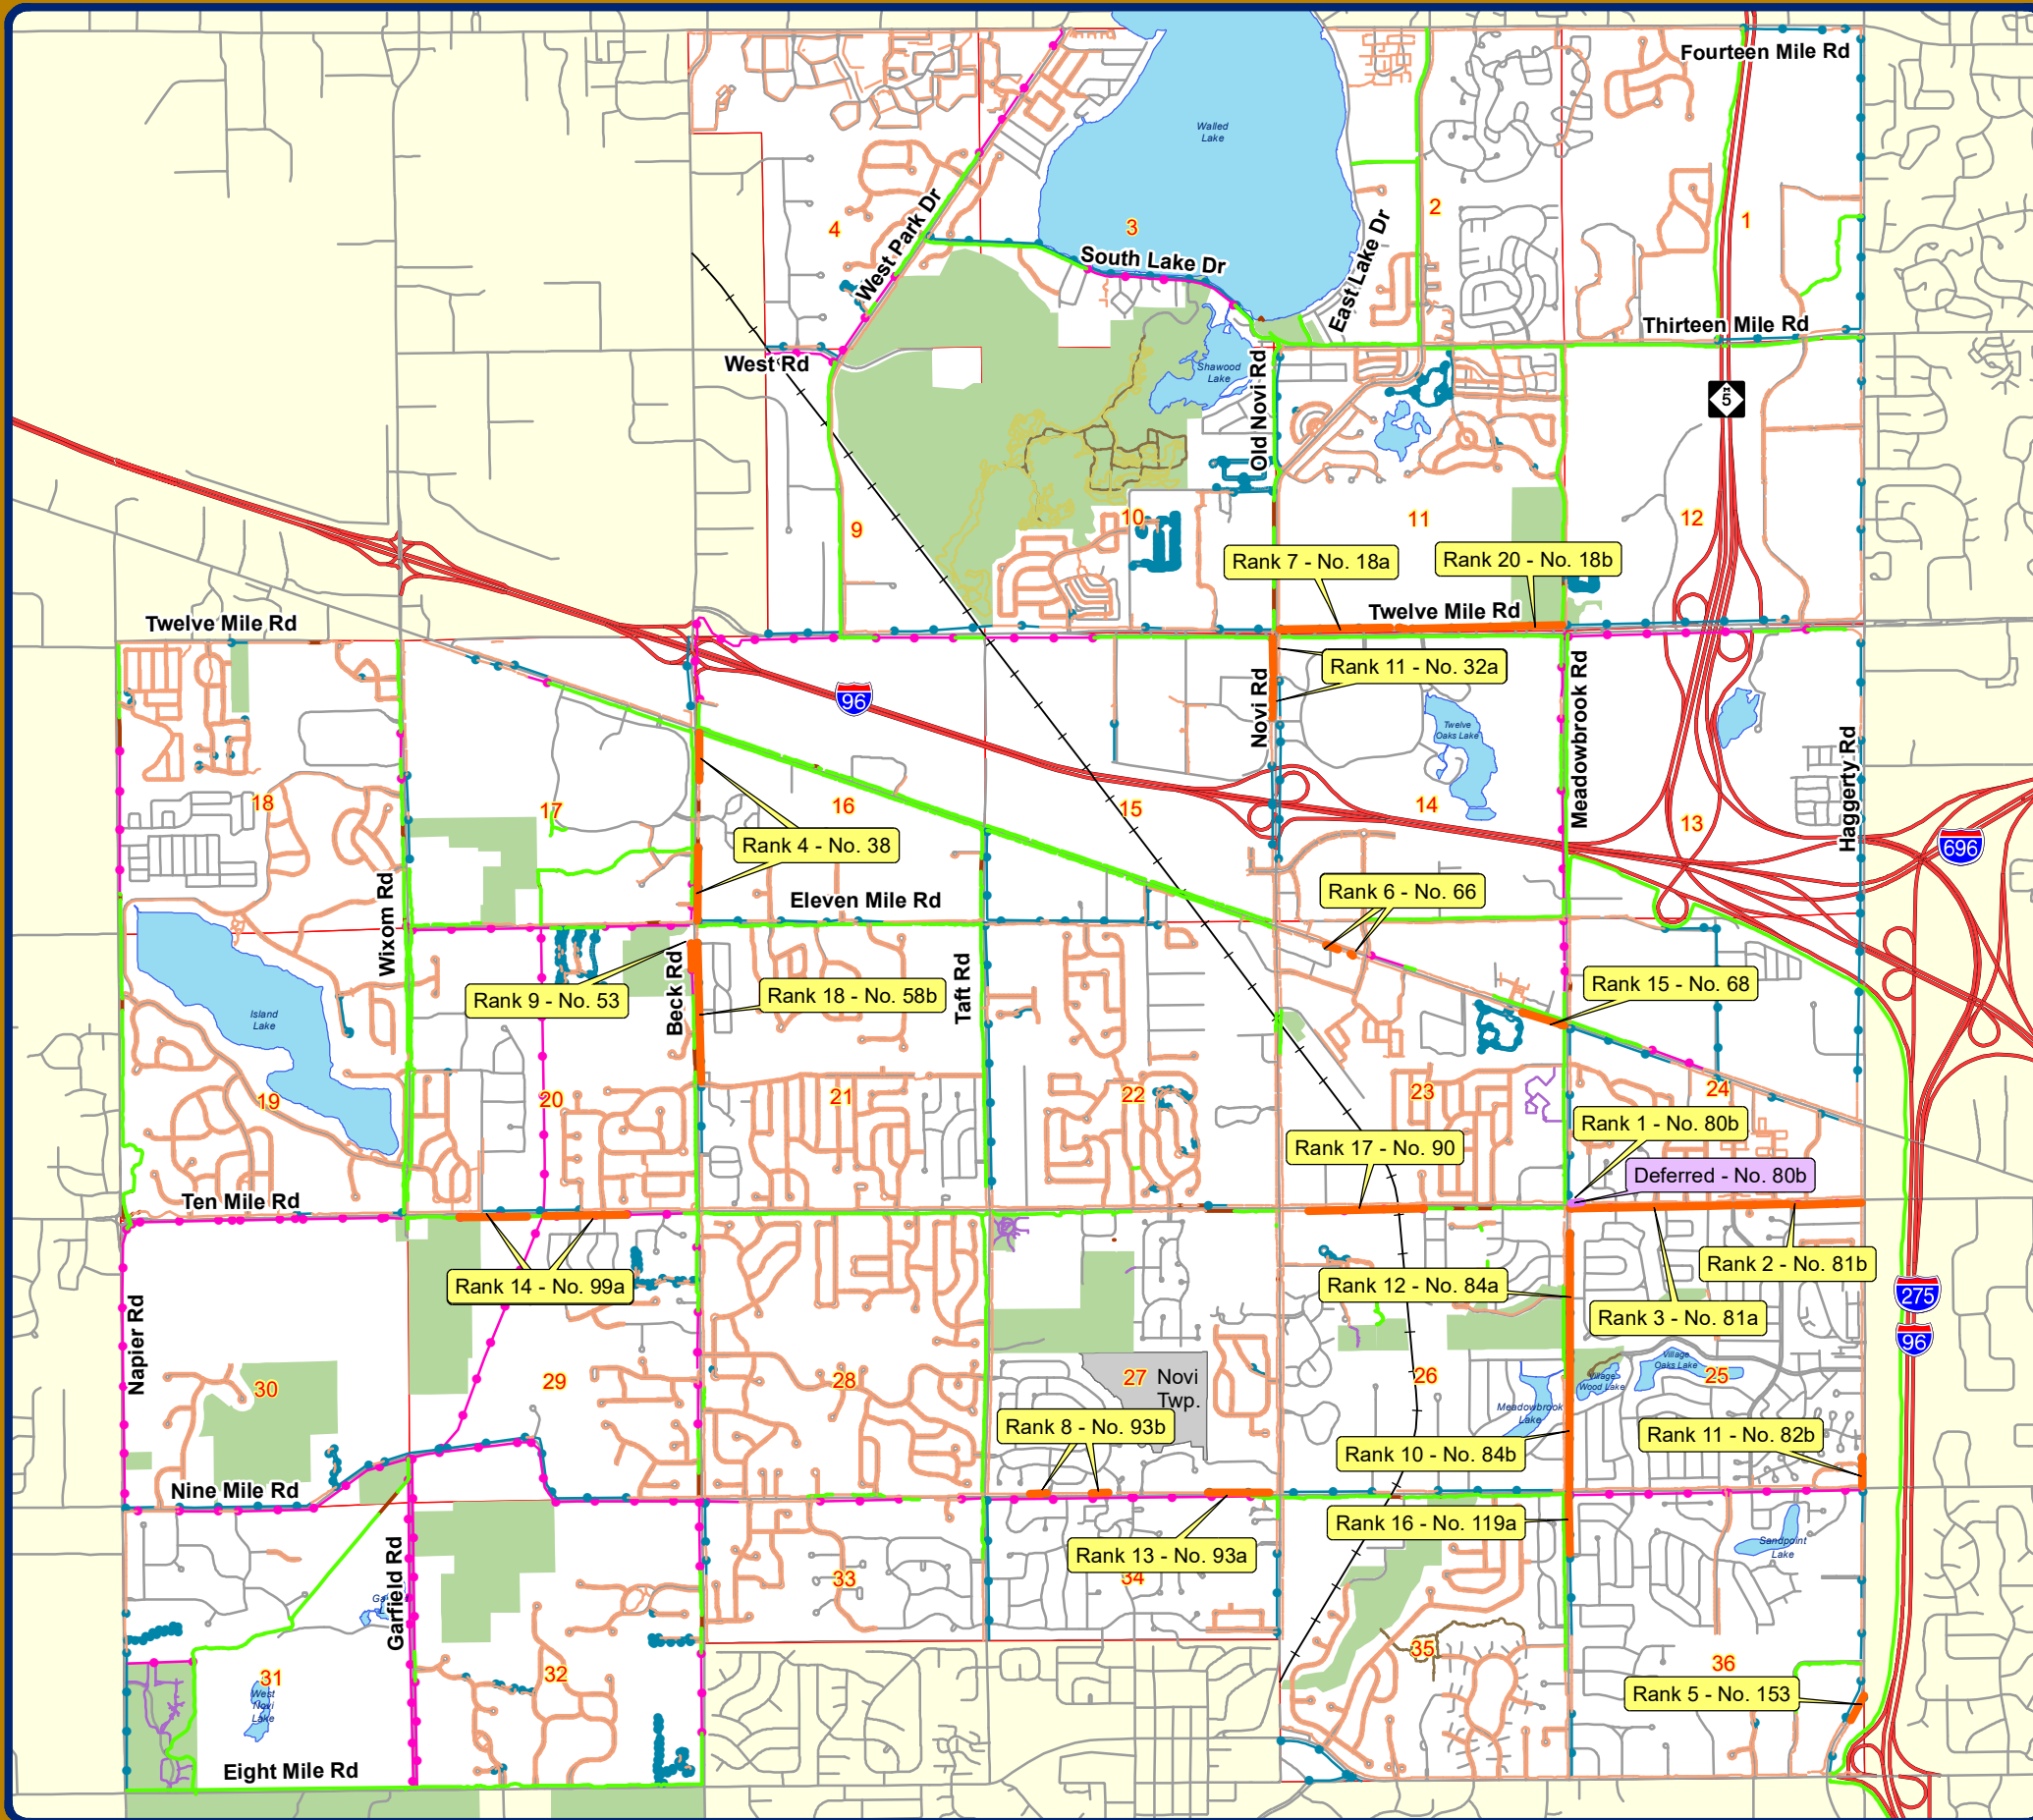 Fourteen Mile Rd
Walled
Lake
4
West Park Dr
3
South Lake Dr
East Lake Dr
2
1
Thirteen Mile Rd
West Rd
Shawood
Lake
Old Novi Rd
M
5
9
10
11
12
Rank 7 - No. 18a
Rank 20 - No. 18b
Twelve Mile Rd
Twelve Mile Rd
Rank 11 - No. 32a
Novi Rd
Meadowbrook Rd
96
Twelve
Oaks Lake
Haggerty Rd
18
17
16
15
14
13
696
Rank 4 - No. 38
Eleven Mile Rd
Rank 6 - No. 66
Wixom Rd
Beck Rd
Taft Rd
Rank 9 - No. 53
Rank 18 - No. 58b
Rank 15 - No. 68
Island
Lake
19
20
21
22
23
24
Rank 1 - No. 80b
Rank 17 - No. 90
Deferred - No. 80b
Ten Mile Rd
Rank 14 - No. 99a
Rank 12 - No. 84a
Rank 2 - No. 81b
Rank 3 - No. 81a
275
96
Napier Rd
30
29
28
27
Novi
Twp.
26
25
Village
Oaks Lake
Village
Wood Lake
Meadowbrook
Lake
Rank 8 - No. 93b
Rank 10 - No. 84b
Rank 11 - No. 82b
Nine Mile Rd
Rank 16 - No. 119a
Rank 13 - No. 93a
Sandpoint
Lake
Garfield Rd
33
34
35
36
31
32
West
Novi
Lake
Rank 5 - No. 153
Eight Mile Rd